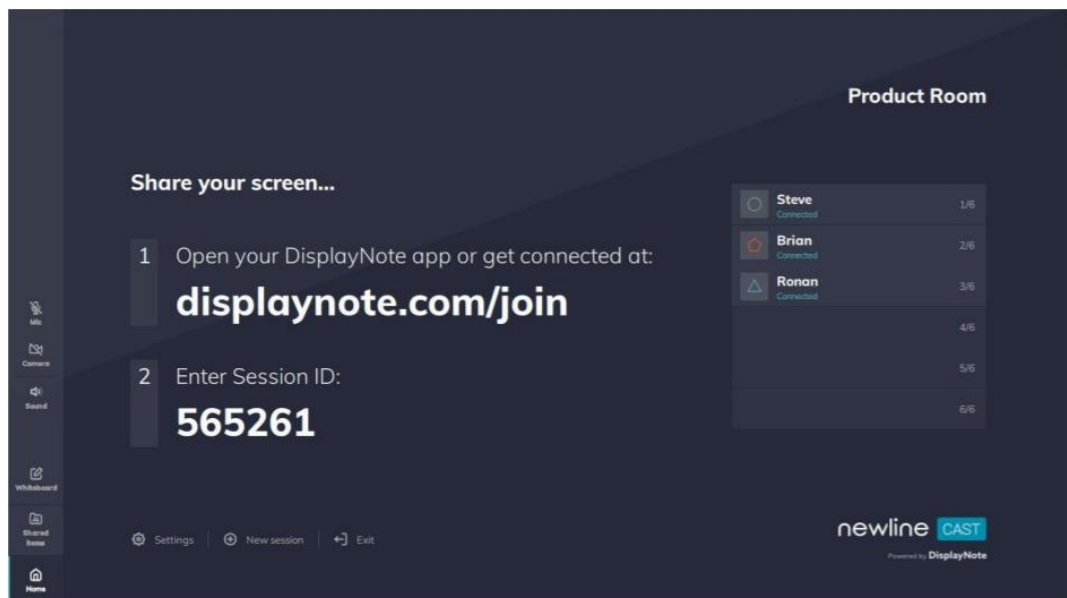 Product Room
Share your screen...
1 Open your DisplayNote app or get connected at:
displaynote.com/join
2 Enter Session ID:
565261
Steve 1/6
Connected
Brian 2/6
Connected
Ronan 3/6
Connected
4/6
5/6
6/6
Mic
Camera
Sound
Whiteboard
Shared
Items
Home
Settings New session Exit
newline CAST
Powered by DisplayNote